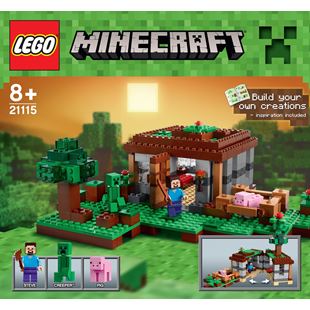 LEGO MINECRAFT
8+
21115
Build your
own creations
- inspiration included
STEVE
CREEPER
PIG